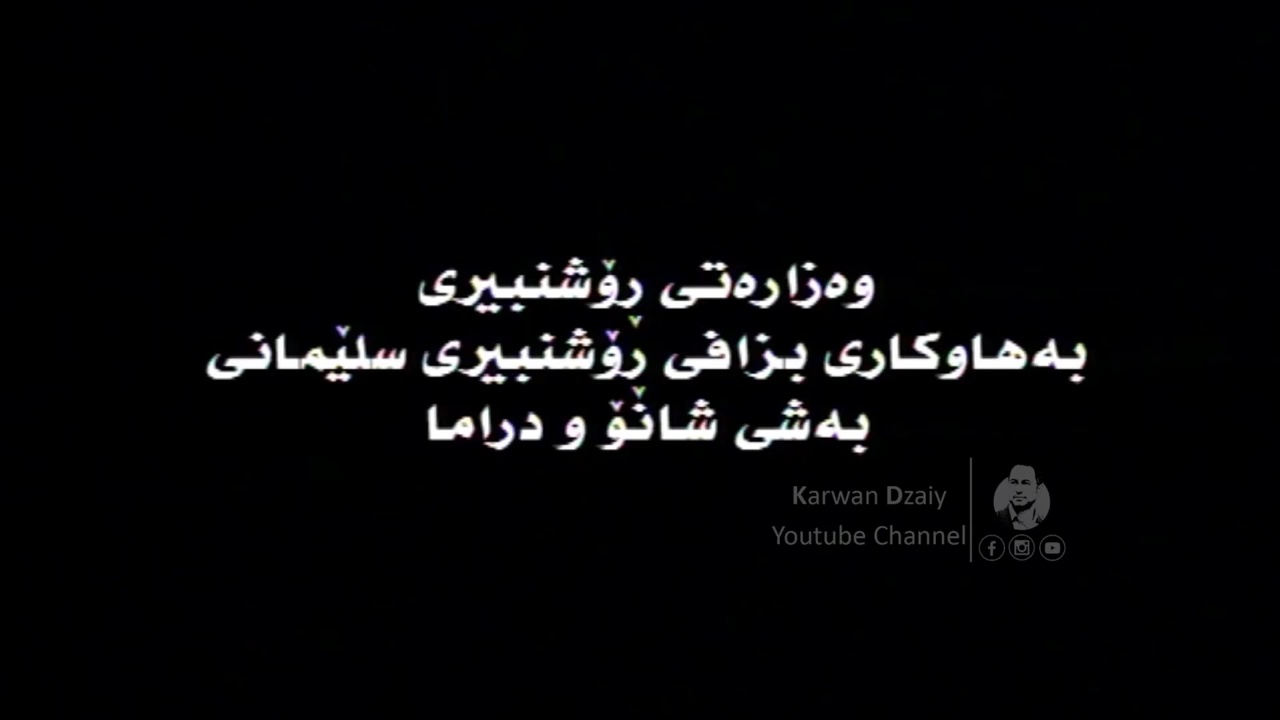 وەزارەتی ڕۆشنبیری
بەهاوکاری بزافی ڕۆشنبیری سلێمانی
بەشی شانۆ و دراما
Karwan Dzaiy
Youtube Channel